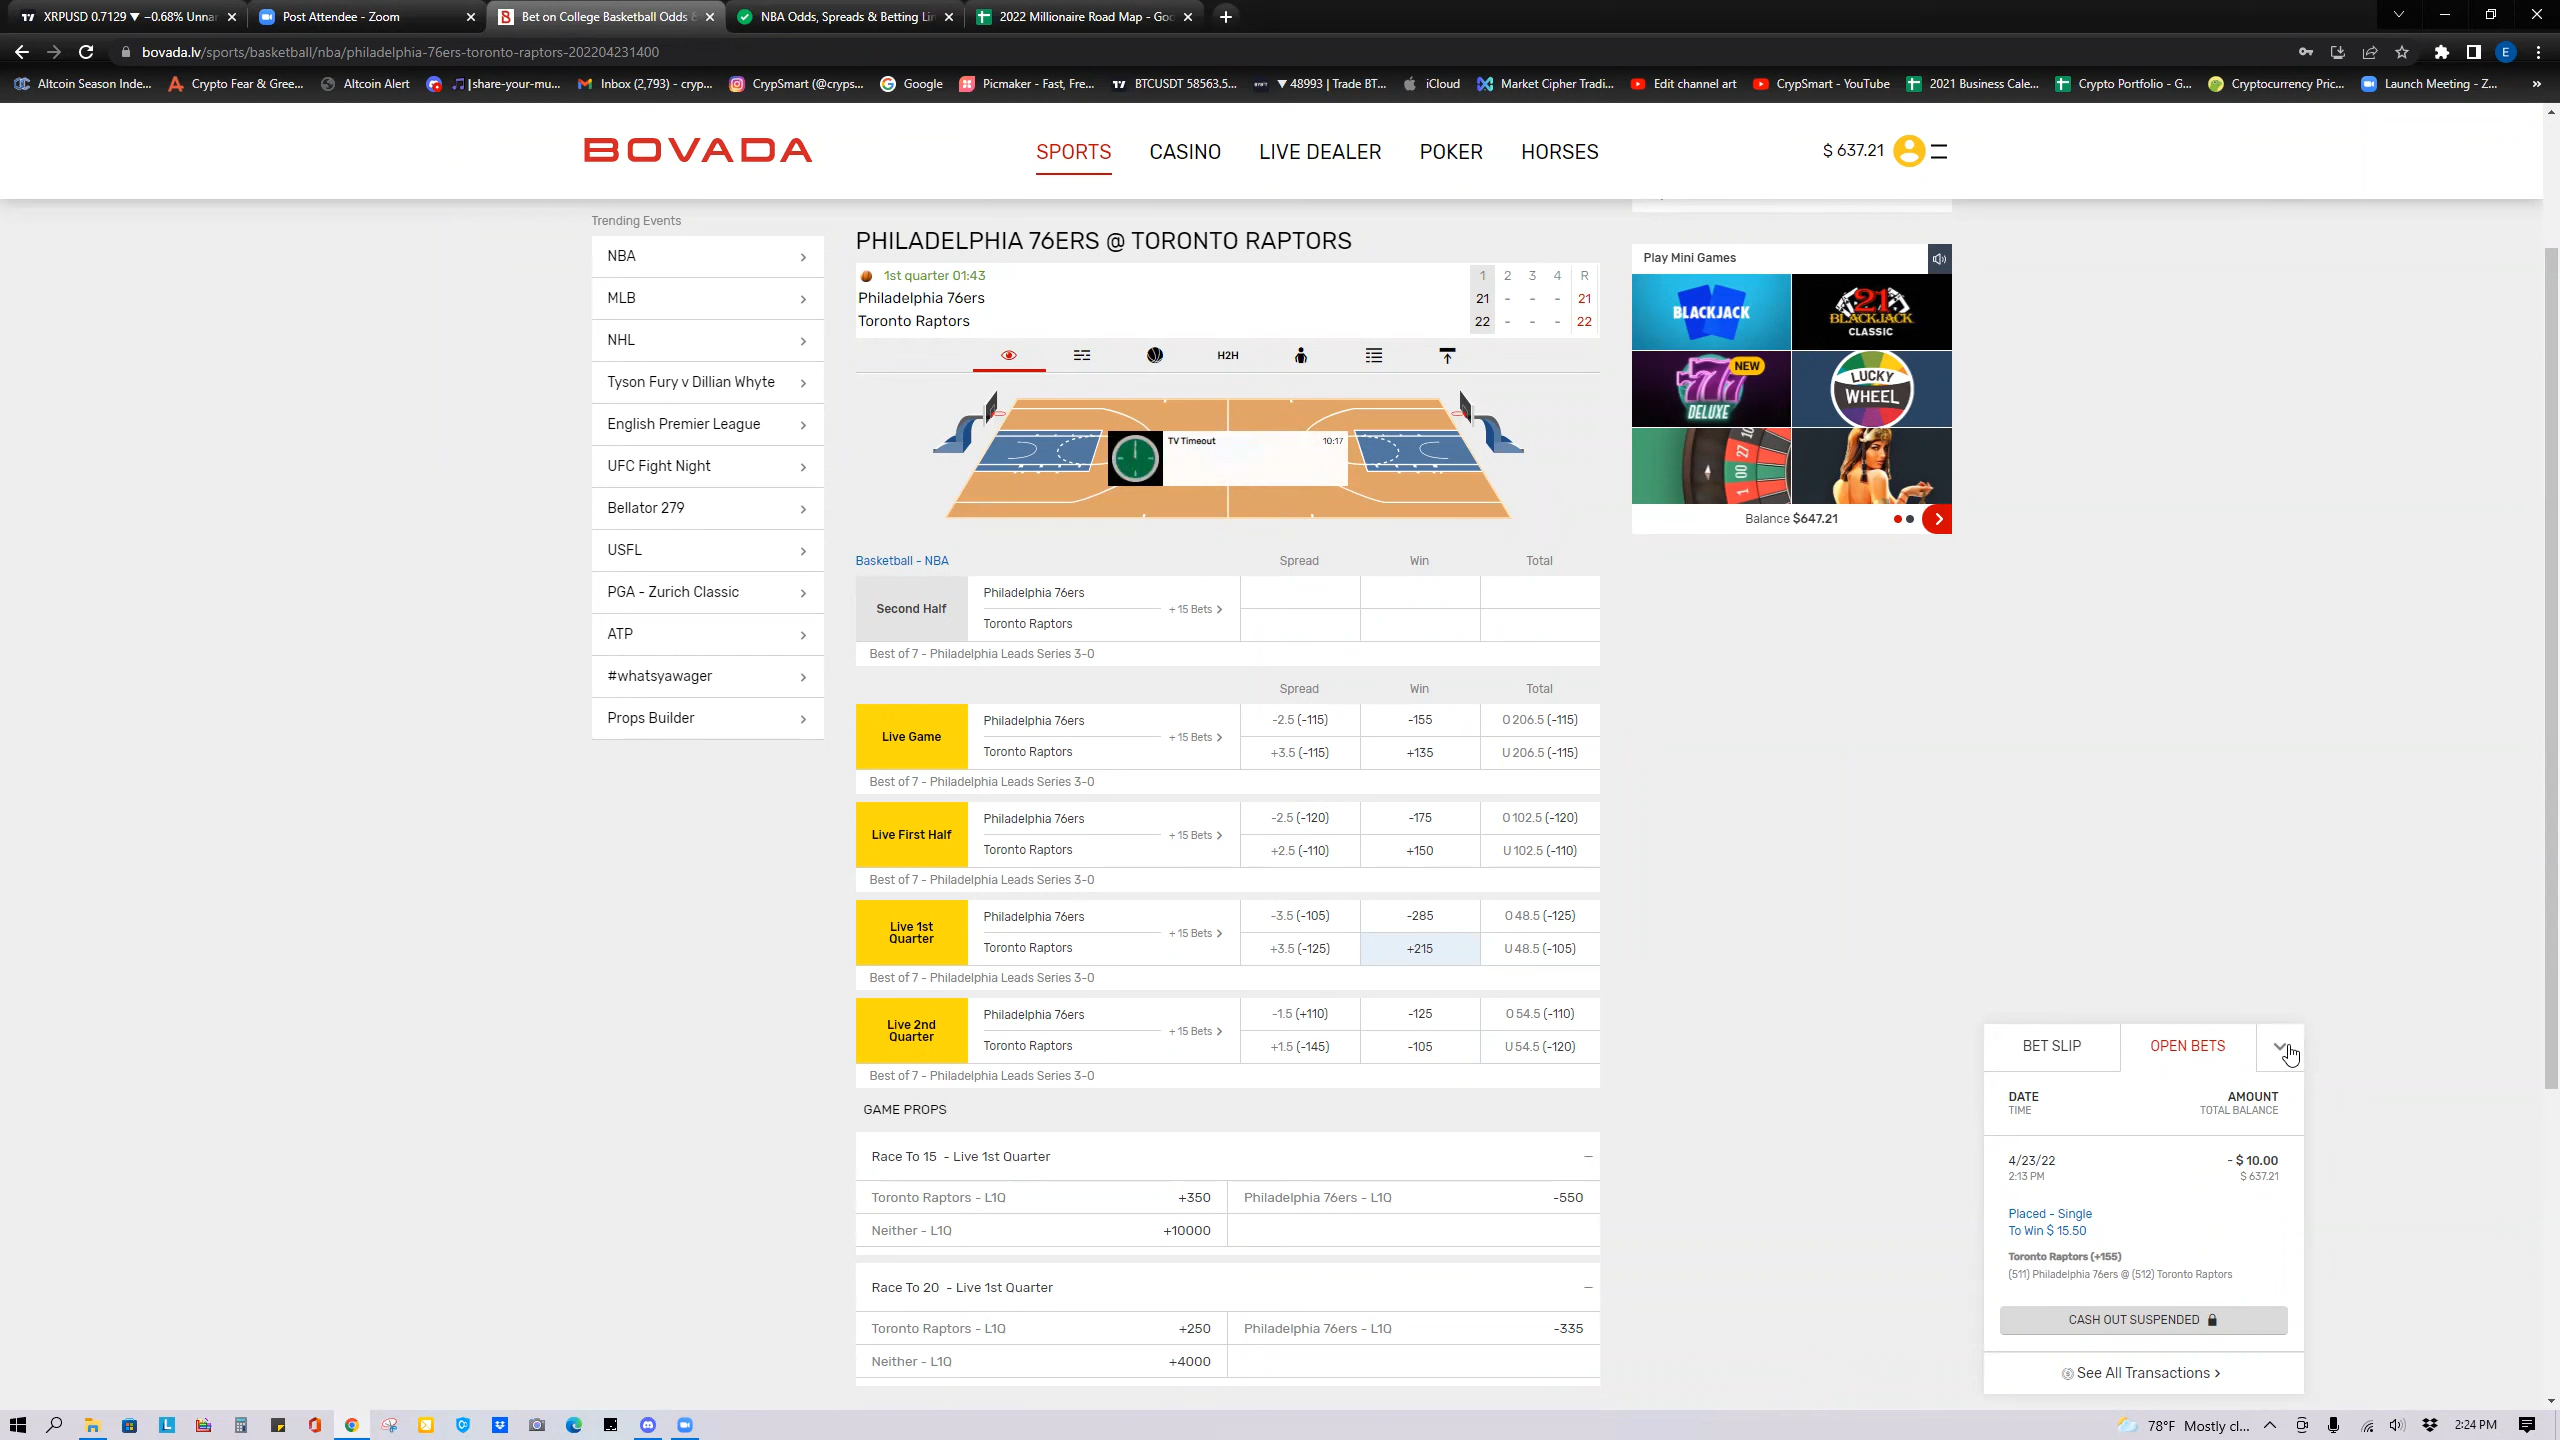 XRPUSD 0.7129 ▼ −0.68% Unnar
Post Attendee - Zoom
Bet on College Basketball Odds &
NBA Odds, Spreads & Betting Lin
2022 Millionaire Road Map - Goo
bovada.lv/sports/basketball/nba/philadelphia-76ers-toronto-raptors-202204231400
E
Altcoin Season Inde...
Crypto Fear & Gree...
Altcoin Alert
|share-your-mu...
Inbox (2,793) - cryp...
CrypSmart (@cryps...
Google
Picmaker - Fast, Fre...
BTCUSDT 58563.5...
▼ 48993 | Trade BT...
iCloud
Market Cipher Tradi...
Edit channel art
CrypSmart - YouTube
2021 Business Cale...
Crypto Portfolio - G...
Cryptocurrency Pric...
Launch Meeting - Z...
»
BOVADA
SPORTS
CASINO
LIVE DEALER
POKER
HORSES
$ 637.21
Trending Events
NBA
MLB
NHL
Tyson Fury v Dillian Whyte
English Premier League
UFC Fight Night
Bellator 279
USFL
PGA - Zurich Classic
ATP
#whatsyawager
Props Builder
PHILADELPHIA 76ERS @ TORONTO RAPTORS
1st quarter 01:43 1 2 3 4 R
Philadelphia 76ers 21 - - - 21
Toronto Raptors 22 - - - 22
H2H
TV Timeout 10:17
Basketball - NBA Spread Win Total
Second Half
Philadelphia 76ers
+ 15 Bets
Toronto Raptors
Best of 7 - Philadelphia Leads Series 3-0
Spread Win Total
Live Game
Philadelphia 76ers -2.5 (-115) -155 O 206.5 (-115)
+ 15 Bets
Toronto Raptors +3.5 (-115) +135 U 206.5 (-115)
Best of 7 - Philadelphia Leads Series 3-0
Live First Half
Philadelphia 76ers -2.5 (-120) -175 O 102.5 (-120)
+ 15 Bets
Toronto Raptors +2.5 (-110) +150 U 102.5 (-110)
Best of 7 - Philadelphia Leads Series 3-0
Live 1st
Quarter
Philadelphia 76ers -3.5 (-105) -285 O 48.5 (-125)
+ 15 Bets
Toronto Raptors +3.5 (-125) +215 U 48.5 (-105)
Best of 7 - Philadelphia Leads Series 3-0
Live 2nd
Quarter
Philadelphia 76ers -1.5 (+110) -125 O 54.5 (-110)
+ 15 Bets
Toronto Raptors +1.5 (-145) -105 U 54.5 (-120)
Best of 7 - Philadelphia Leads Series 3-0
GAME PROPS
Race To 15 - Live 1st Quarter
Toronto Raptors - L1Q +350 Philadelphia 76ers - L1Q -550
Neither - L1Q +10000
Race To 20 - Live 1st Quarter
Toronto Raptors - L1Q +250 Philadelphia 76ers - L1Q -335
Neither - L1Q +4000
Play Mini Games
BLACKJACK
21
BLACKJACK
CLASSIC
777
DELUXE
NEW
LUCKY
WHEEL
10
27
00
1
Balance $647.21
BET SLIP
OPEN BETS
DATE AMOUNT
TIME TOTAL BALANCE
4/23/22 - $ 10.00
2:13 PM $ 637.21
Placed - Single
To Win $ 15.50
Toronto Raptors (+155)
(511) Philadelphia 76ers @ (512) Toronto Raptors
CASH OUT SUSPENDED
See All Transactions
78°F Mostly cl...
2:24 PM